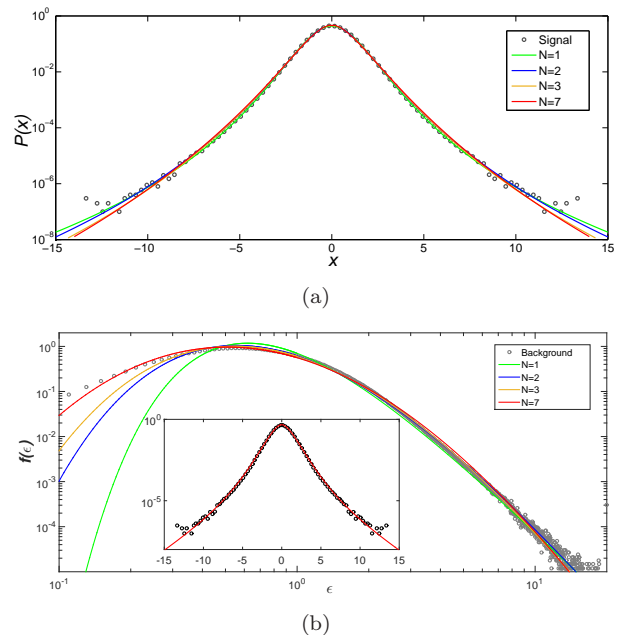 10^0
10^-2
10^-4
10^-6
10^-8
P(x)
Signal
N=1
N=2
N=3
N=7
-15 -10 -5 0 5 10 15
x
(a)
10^0
10^-1
10^-2
10^-3
10^-4
f(ϵ)
Background
N=1
N=2
N=3
N=7
10^0
10^-5
-15 -10 -5 0 5 10 15
10^-1 10^0 10^1
ϵ
(b)